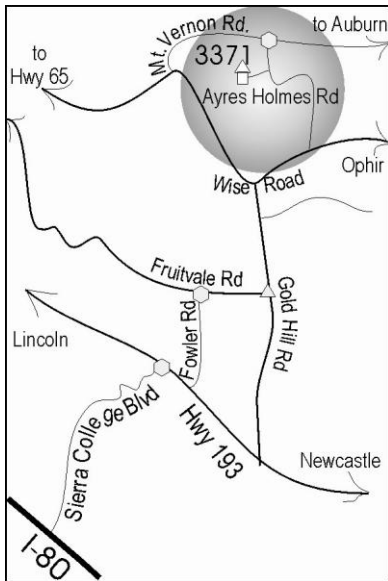 Mt. Vernon Rd.
to Auburn
to
Hwy 65
3371
Ayres Holmes Rd
Wise Road
Ophir
Fruitvale Rd
Gold Hill Rd
Fowler Rd
Lincoln
Sierra College Blvd
Hwy 193
Newcastle
I-80